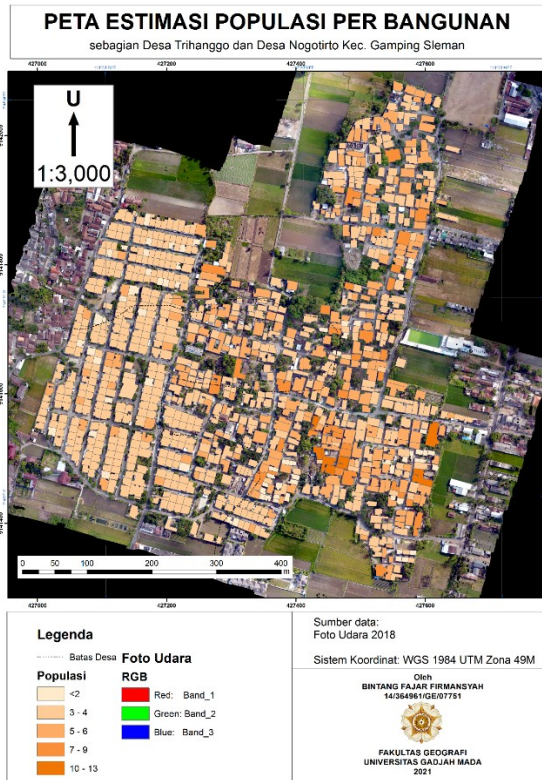 PETA ESTIMASI POPULASI PER BANGUNAN
sebagian Desa Trihanggo dan Desa Nogotirto Kec. Gamping Sleman
427000 427200 427400 427600
U
1:3,000
0 50 100 200 300 400
m
427000 427200 427400 427600
Legenda
Batas Desa
Populasi
<2
3 - 4
5 - 6
7 - 9
10 - 13
Foto Udara
RGB
Red: Band_1
Green: Band_2
Blue: Band_3
Sumber data:
Foto Udara 2018
Sistem Koordinat: WGS 1984 UTM Zona 49M
Oleh
BINTANG FAJAR FIRMANSYAH
14/364961/GE/07751
FAKULTAS GEOGRAFI
UNIVERSITAS GADJAH MADA
2021